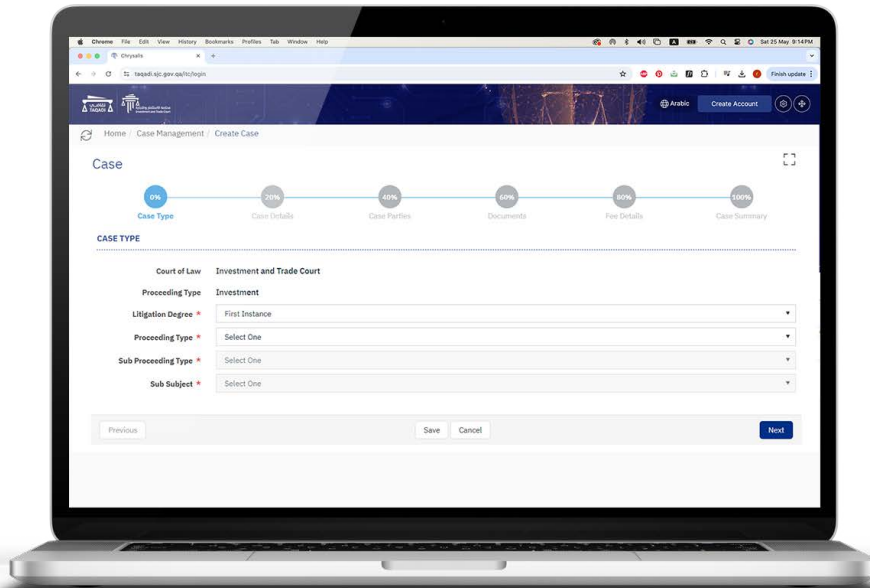 Chrome File Edit View History Bookmarks Profiles Tab Window Help
Sat 25 May 9:14 PM
Chrysalis
taqadi.sjc.gov.qa/itc/login
Finish update
TAQADI
Arabic
Create Account
Home / Case Management / Create Case
Case
0% 20% 40% 60% 80% 100%
Case Type Case Details Case Parties Documents Fee Details Case Summary
CASE TYPE
Court of Law Investment and Trade Court
Proceeding Type Investment
Litigation Degree * First Instance
Proceeding Type * Select One
Sub Proceeding Type * Select One
Sub Subject * Select One
Previous Save Cancel Next